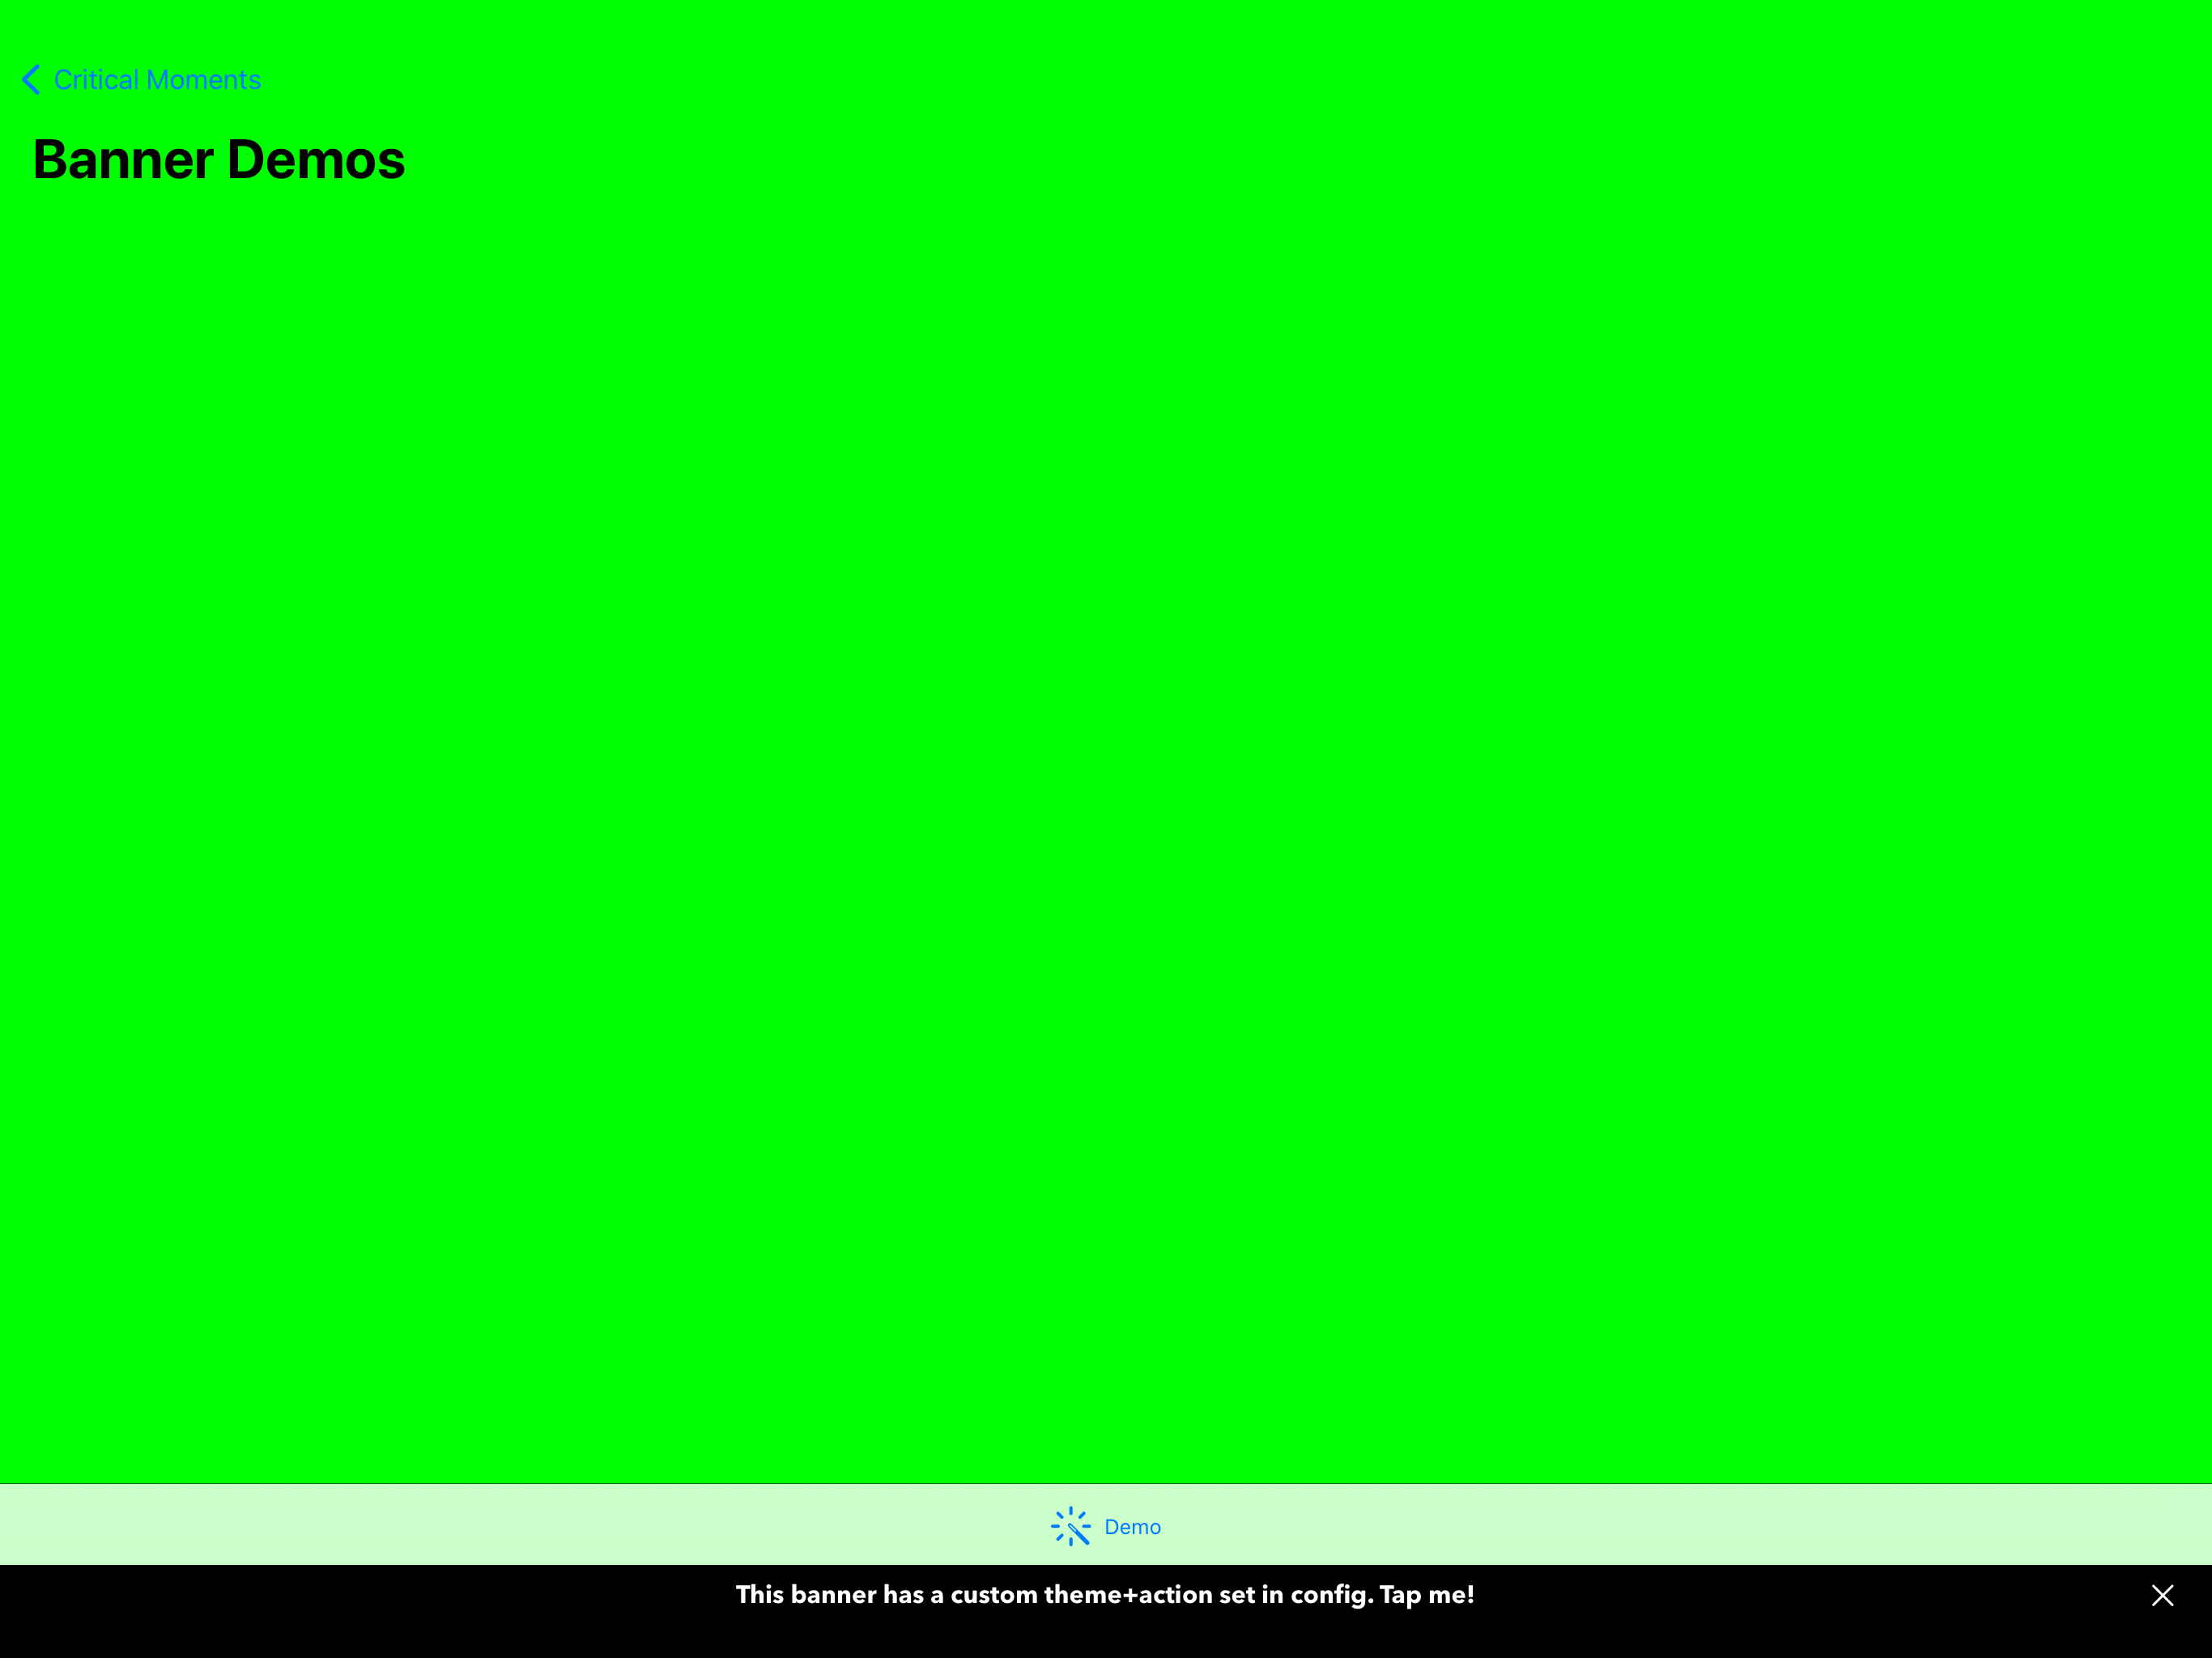 Critical Moments
Banner Demos
Demo
This banner has a custom theme+action set in config. Tap me!